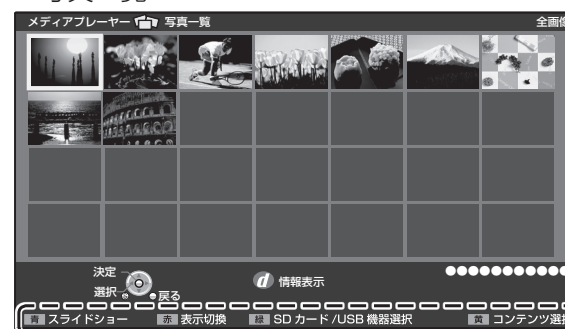 メディアプレーヤー 写真一覧 全画像
決定
選択 戻る
d 情報表示
青 スライドショー 赤 表示切換 緑 SD カード/USB 機器選択 黄 コンテンツ選